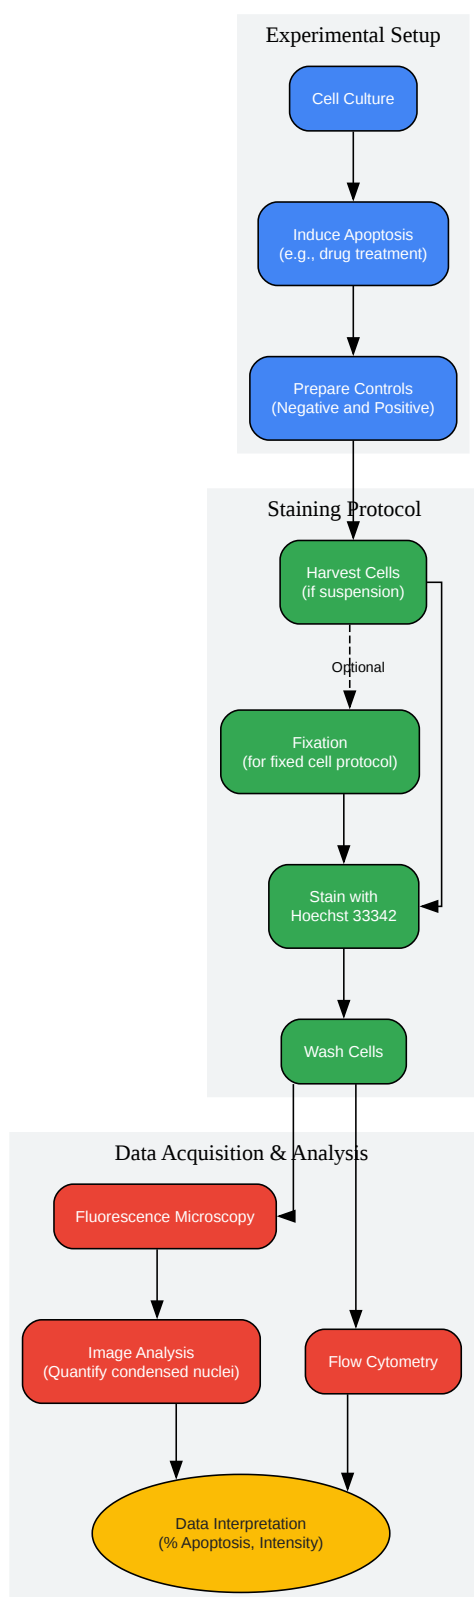 Experimental Setup
Cell Culture
Induce Apoptosis
(e.g., drug treatment)
Prepare Controls
(Negative and Positive)
Staining Protocol
Harvest Cells
(if suspension)
Optional
Fixation
(for fixed cell protocol)
Stain with
Hoechst 33342
Wash Cells
Data Acquisition & Analysis
Fluorescence Microscopy
Image Analysis
(Quantify condensed nuclei)
Flow Cytometry
Data Interpretation
(% Apoptosis, Intensity)